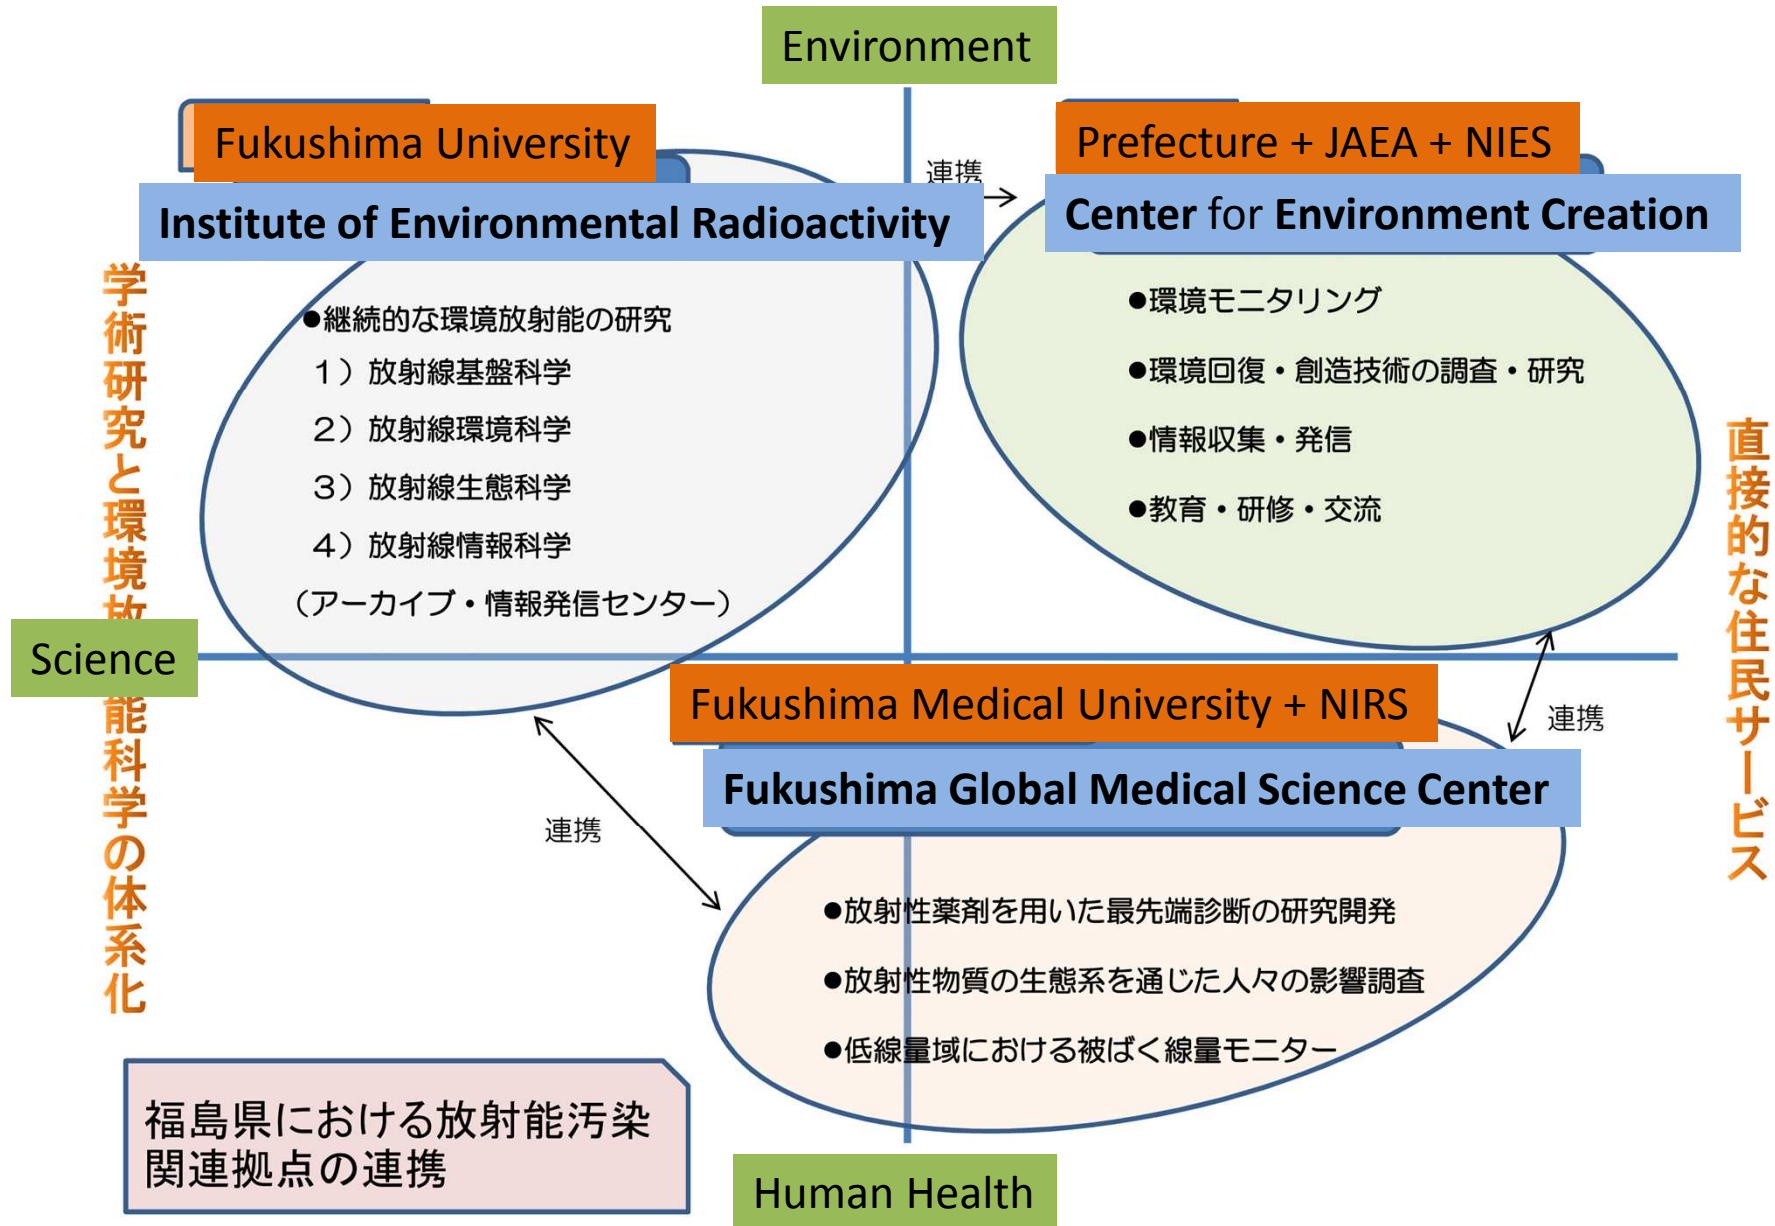 Environment
Fukushima University
Institute of Environmental Radioactivity
●継続的な環境放射能の研究
１）放射線基盤科学
２）放射線環境科学
３）放射線生態科学
４）放射線情報科学
（アーカイブ・情報発信センター）
連携
Prefecture + JAEA + NIES
Center for Environment Creation
●環境モニタリング
●環境回復・創造技術の調査・研究
●情報収集・発信
●教育・研修・交流
学術研究と環境放
能科学の体系化
直接的な住民サービス
Science
連携
連携
Fukushima Medical University + NIRS
Fukushima Global Medical Science Center
●放射性薬剤を用いた最先端診断の研究開発
●放射性物質の生態系を通じた人々の影響調査
●低線量域における被ばく線量モニター
福島県における放射能汚染
関連拠点の連携
Human Health